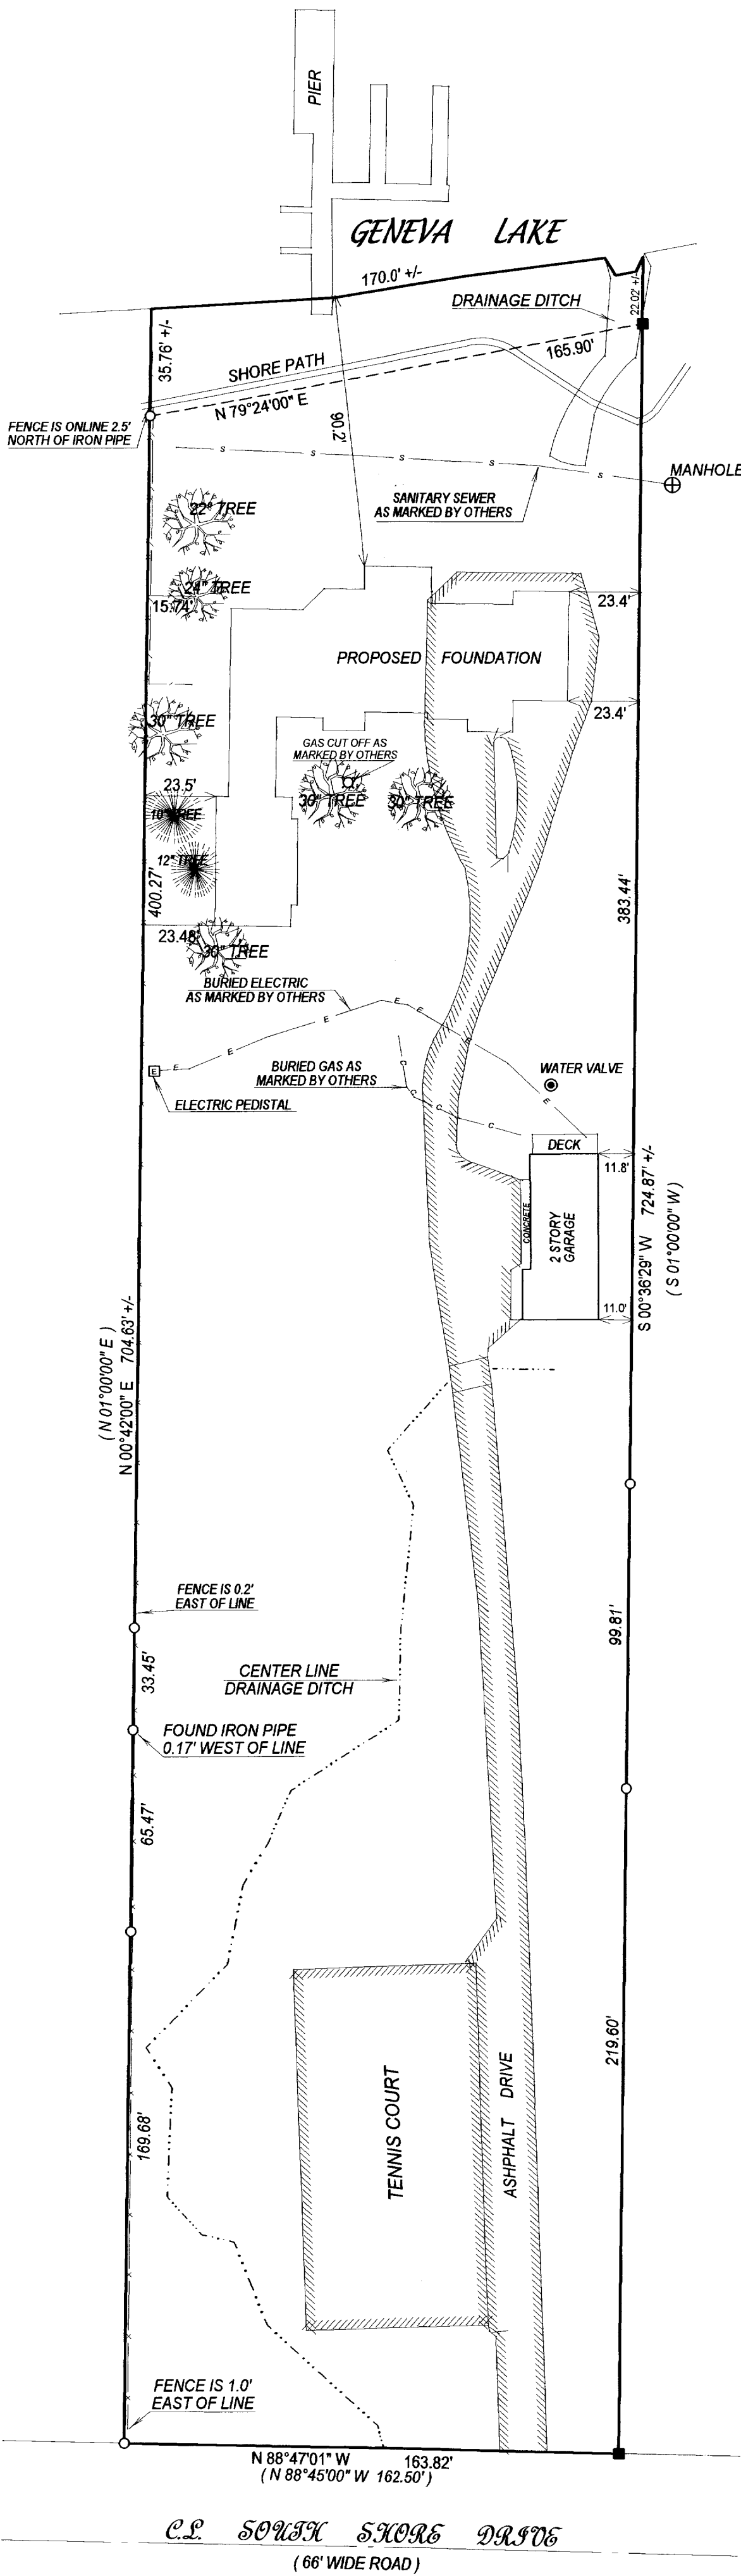 PIER
GENEVA LAKE
170.0' +/-
DRAINAGE DITCH
22.02' +/-
35.76' +/-
SHORE PATH
165.90'
N 79°24'00" E
90.2'
FENCE IS ONLINE 2.5'
NORTH OF IRON PIPE
S S S S S
MANHOLE
SANITARY SEWER
AS MARKED BY OTHERS
22" TREE
24" TREE
15.74'
23.4'
PROPOSED FOUNDATION
23.4'
30" TREE
GAS CUT OFF AS
MARKED BY OTHERS
23.5'
30" TREE
30" TREE
10" TREE
12" TREE
400.27'
383.44'
23.48'
30" TREE
BURIED ELECTRIC
AS MARKED BY OTHERS
E E E E E E E
BURIED GAS AS
MARKED BY OTHERS
WATER VALVE
E
ELECTRIC PEDISTAL
C C C C
DECK
11.8'
CONCRETE
2 STORY
GARAGE
11.0'
S 00°36'29" W 724.87' +/-
( S 01°00'00" W )
( N 01°00'00" E )
N 00°42'00" E 704.63' +/-
FENCE IS 0.2'
EAST OF LINE
99.81'
33.45'
CENTER LINE
DRAINAGE DITCH
FOUND IRON PIPE
0.17' WEST OF LINE
65.47'
219.60'
169.68'
TENNIS COURT
ASHPHALT DRIVE
FENCE IS 1.0'
EAST OF LINE
N 88°47'01" W 163.82'
( N 88°45'00" W 162.50' )
C.L. SOUTH SHORE DRIVE
( 66' WIDE ROAD )